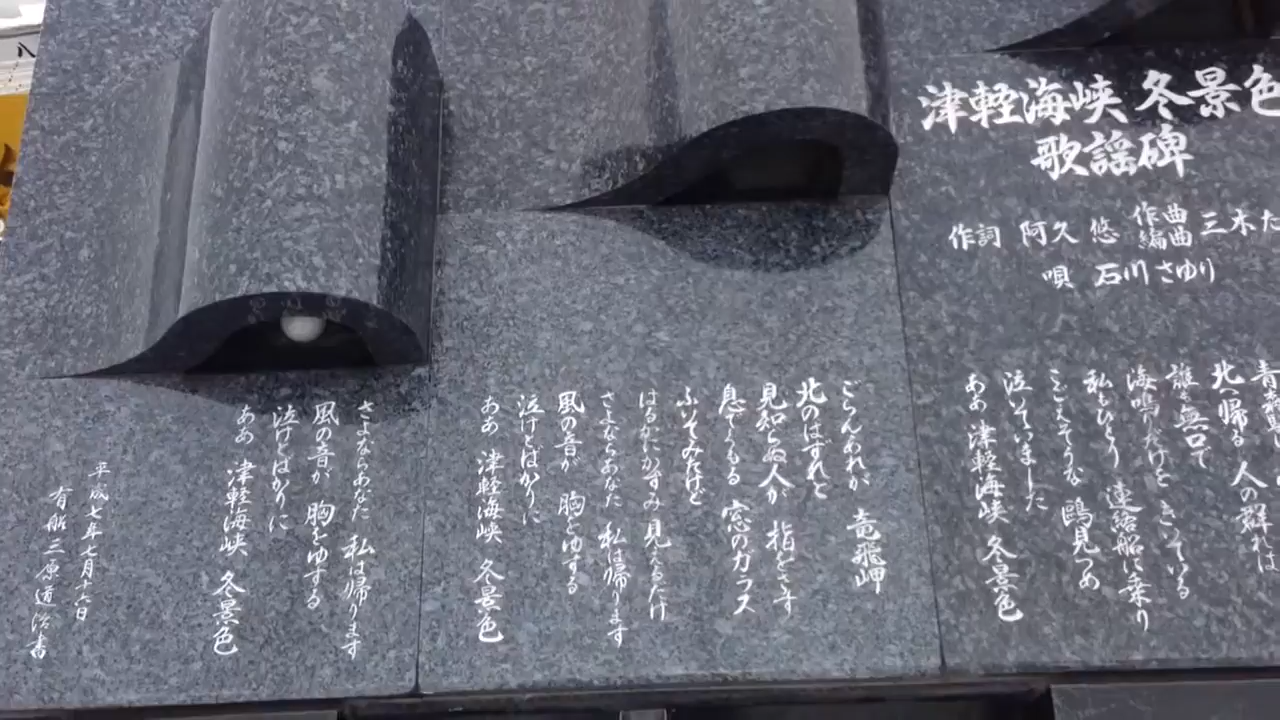 津軽海峡 冬景色
歌謡碑
作詞 阿久 悠 作曲 編曲 三木た
唄 石川さゆり
北へ帰る 人の群れは
誰も無口で
海鳴りだけを きいている
私もひとり 連絡船に乗り
こごえそうな 鴎見つめ
泣いていました
ああ 津軽海峡 冬景色
ごらんあれが 竜飛岬
北のはずれと
見知らぬ人が 指をさす
息でくもる 窓のガラス
ふいてみたけど
はるかにかすみ 見えるだけ
さよならあなた 私は帰ります
風の音が 胸をゆする
泣けとばかりに
ああ 津軽海峡 冬景色
さよならあなた 私は帰ります
風の音が 胸をゆする
泣けとばかりに
ああ 津軽海峡 冬景色
平成七年七月十六日
有船三原道治書